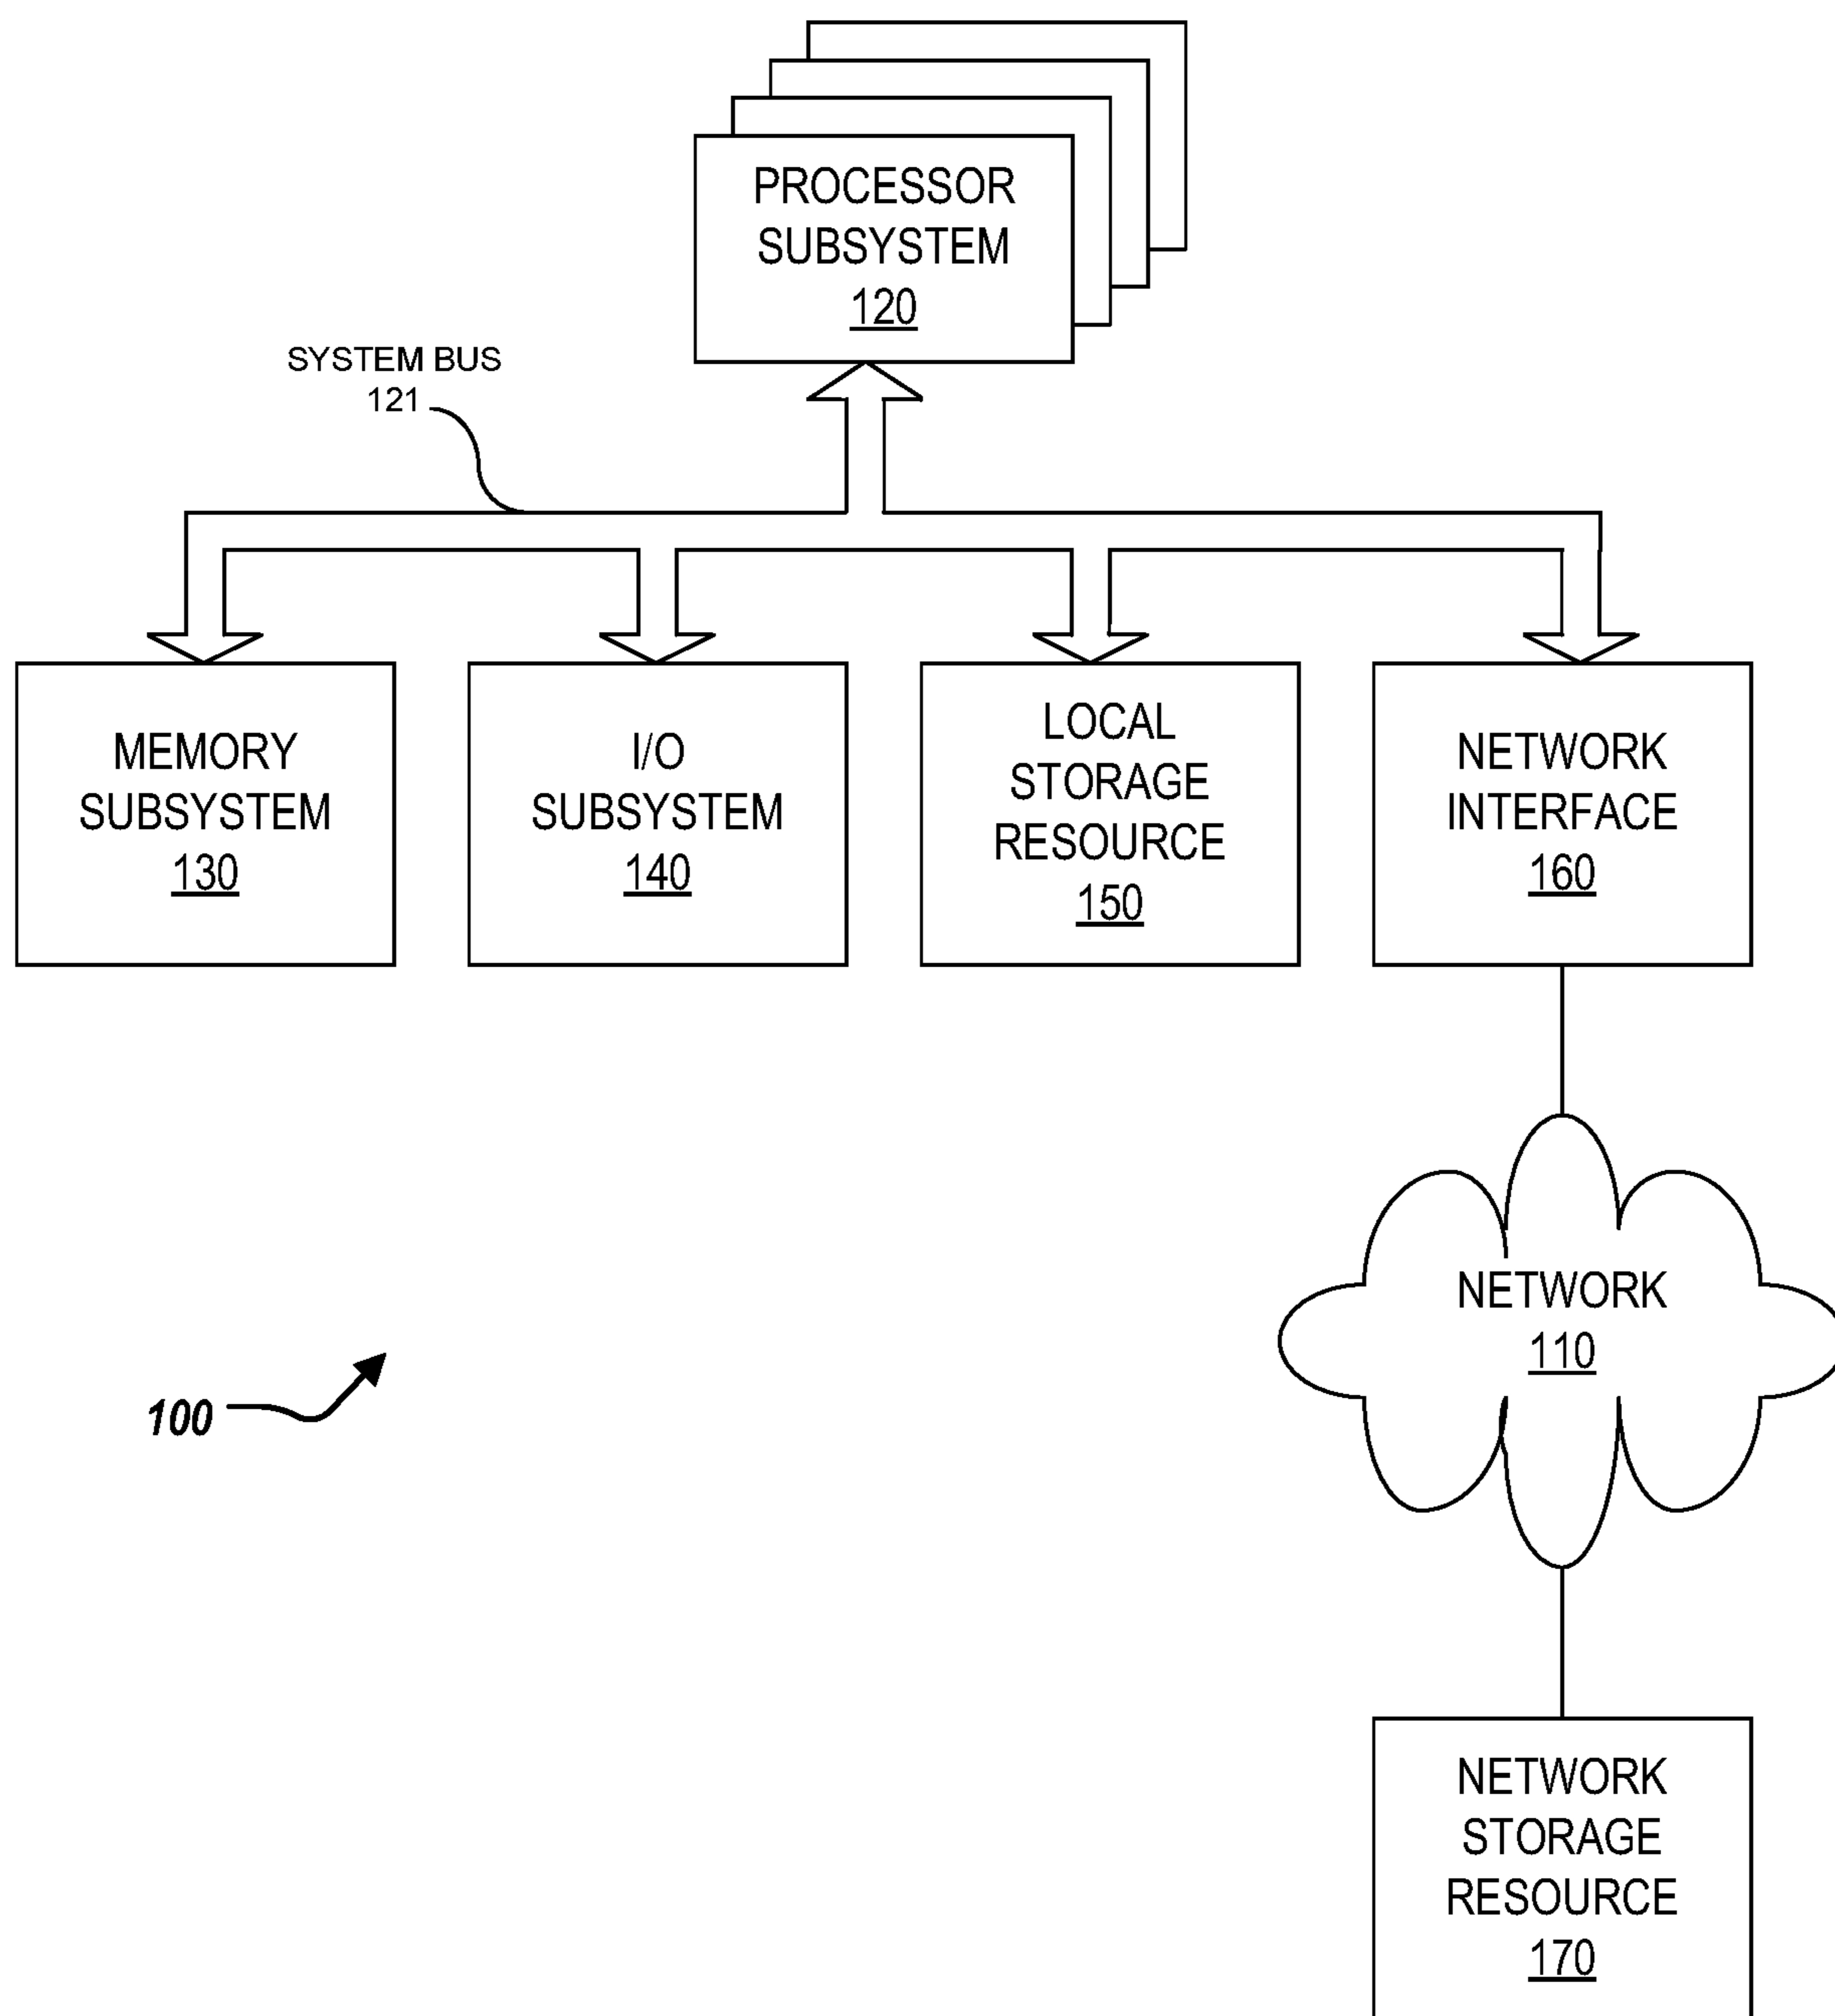 PROCESSOR
SUBSYSTEM
120
SYSTEM BUS
121
MEMORY
SUBSYSTEM
130
I/O
SUBSYSTEM
140
LOCAL
STORAGE
RESOURCE
150
NETWORK
INTERFACE
160
NETWORK
110
100
NETWORK
STORAGE
RESOURCE
170